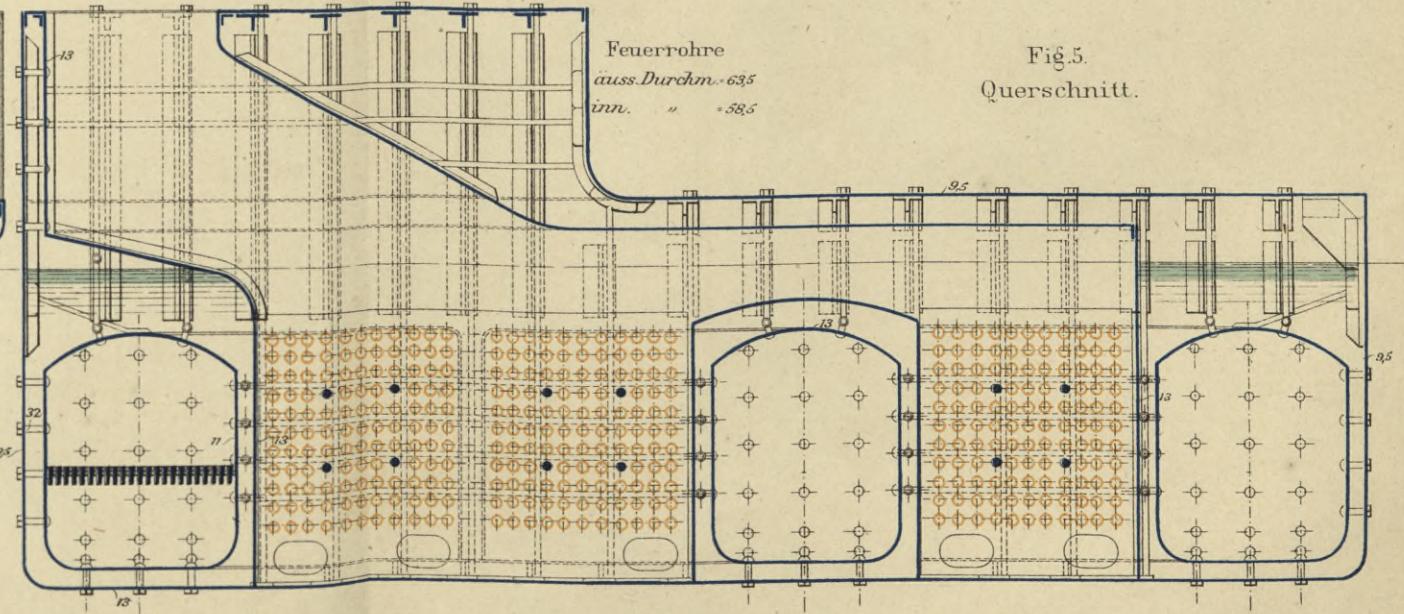 Feuerrohre
äuss. Durchm. = 63,5
inn. " = 58,5
Fig. 5.
Querschnitt.
13
9,5
13
9,5
32
11
13
13
13